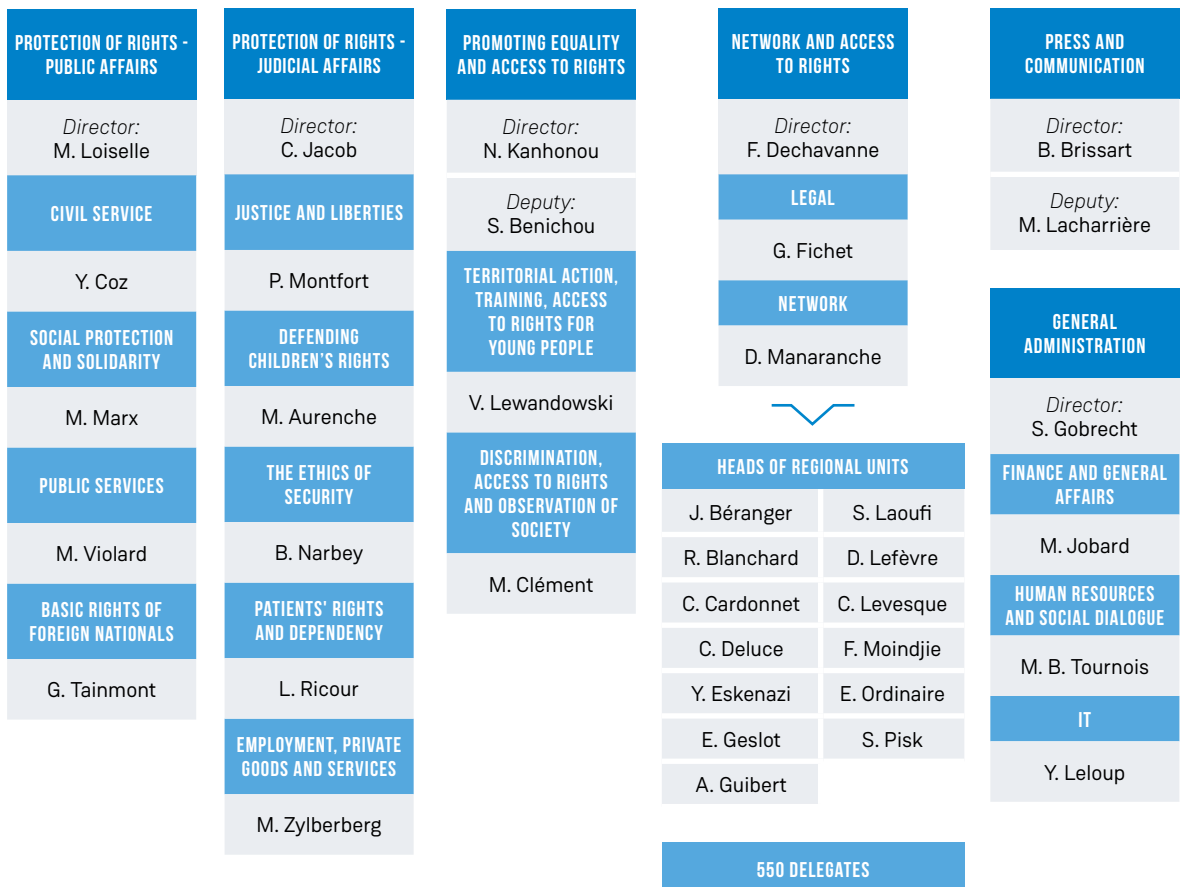 PROTECTION OF RIGHTS -
PUBLIC AFFAIRS
Director:
M. Loiselle
CIVIL SERVICE
Y. Coz
SOCIAL PROTECTION
AND SOLIDARITY
M. Marx
PUBLIC SERVICES
M. Violard
BASIC RIGHTS OF
FOREIGN NATIONALS
G. Tainmont
PROTECTION OF RIGHTS -
JUDICIAL AFFAIRS
Director:
C. Jacob
JUSTICE AND LIBERTIES
P. Montfort
DEFENDING
CHILDREN'S RIGHTS
M. Aurenche
THE ETHICS OF
SECURITY
B. Narbey
PATIENTS' RIGHTS
AND DEPENDENCY
L. Ricour
EMPLOYMENT, PRIVATE
GOODS AND SERVICES
M. Zylberberg
PROMOTING EQUALITY
AND ACCESS TO RIGHTS
Director:
N. Kanhonou
Deputy:
S. Benichou
TERRITORIAL ACTION,
TRAINING, ACCESS
TO RIGHTS FOR
YOUNG PEOPLE
V. Lewandowski
DISCRIMINATION,
ACCESS TO RIGHTS
AND OBSERVATION OF
SOCIETY
M. Clément
NETWORK AND ACCESS
TO RIGHTS
Director:
F. Dechavanne
LEGAL
G. Fichet
NETWORK
D. Manaranche
HEADS OF REGIONAL UNITS
J. Béranger
R. Blanchard
C. Cardonnet
C. Deluce
Y. Eskenazi
E. Geslot
A. Guibert
S. Laoufi
D. Lefèvre
C. Levesque
F. Moindjie
E. Ordinaire
S. Pisk
550 DELEGATES
PRESS AND
COMMUNICATION
Director:
B. Brissart
Deputy:
M. Lacharrière
GENERAL
ADMINISTRATION
Director:
S. Gobrecht
FINANCE AND GENERAL
AFFAIRS
M. Jobard
HUMAN RESOURCES
AND SOCIAL DIALOGUE
M. B. Tournois
IT
Y. Leloup